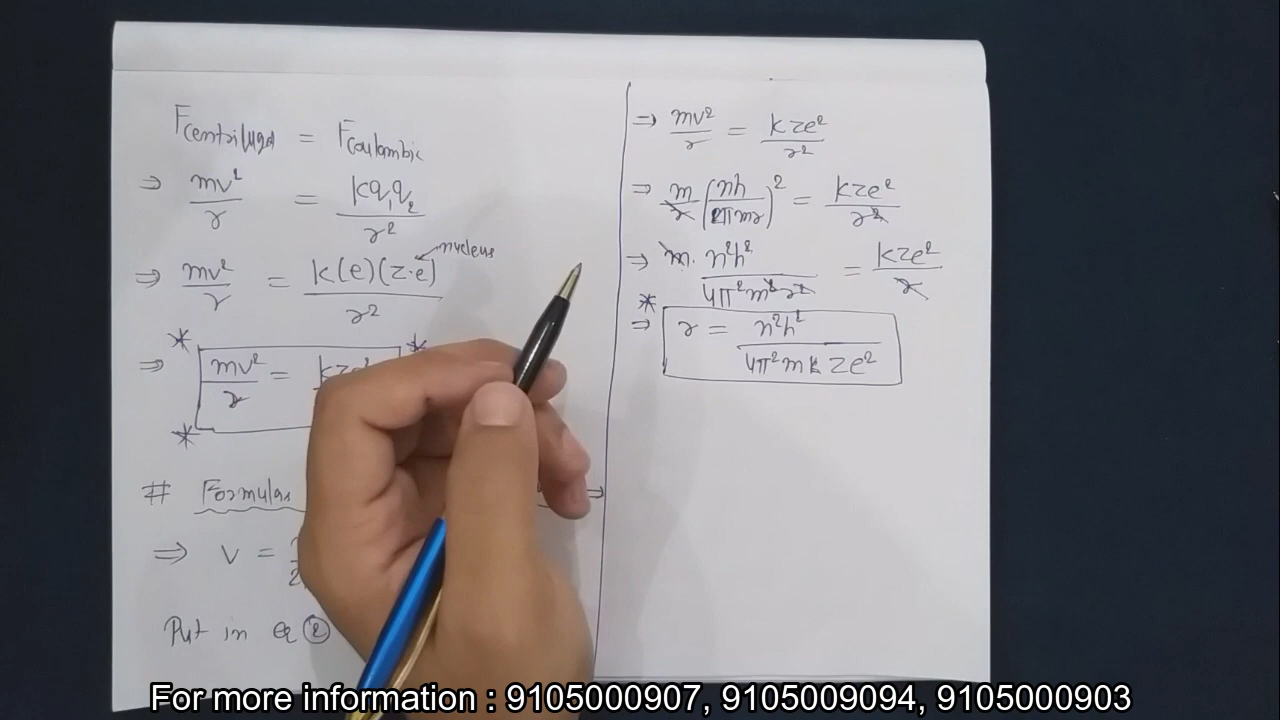 Fcentrifugal = Fcoulombic
⇒ mv²/r = kq₁q₂/r²
nucleus
⇒ mv²/r = k(e)(z·e)/r²
⇒ mv²/r =
# Formulas
⇒ v =
Put in eq ②
⇒ mv²/r = kze²/r²
⇒ m/r (nh/2πmr)² = kze²/r²
⇒ m. n²h²/4π²m²r² = kze²/r
⇒ r = n²h²/4π²mkze²
For more information : 9105000907, 9105009094, 9105000903